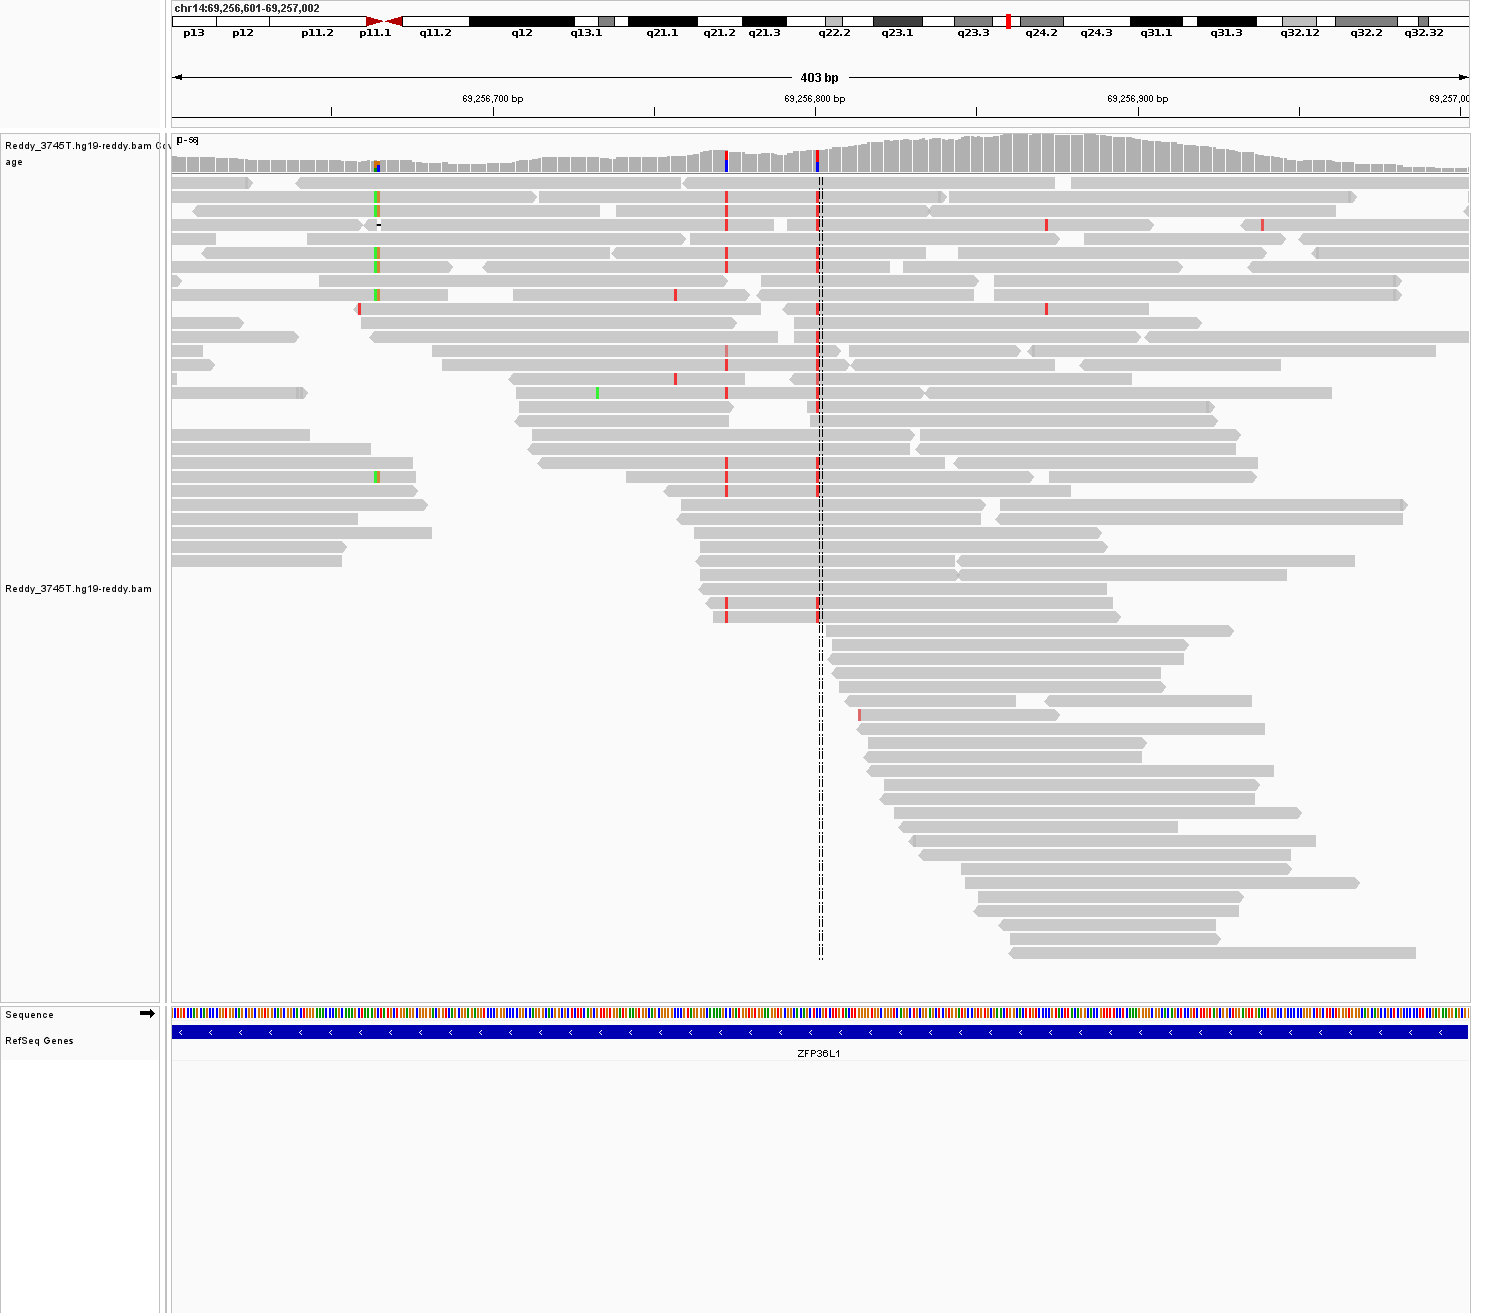 chr14:69,256,601-69,257,002
p13 p12 p11.2 p11.1 q11.2 q12 q13.1 q21.1 q21.2 q21.3 q22.2 q23.1 q23.3 q24.2 q24.3 q31.1 q31.3 q32.12 q32.2 q32.32
403 bp
69,256,700 bp 69,256,800 bp 69,256,900 bp 69,257,00
[0-56]
Reddy_3745T.hg19-reddy.bam Cov
age
Reddy_3745T.hg19-reddy.bam
Sequence
RefSeq Genes
ZFP36L1